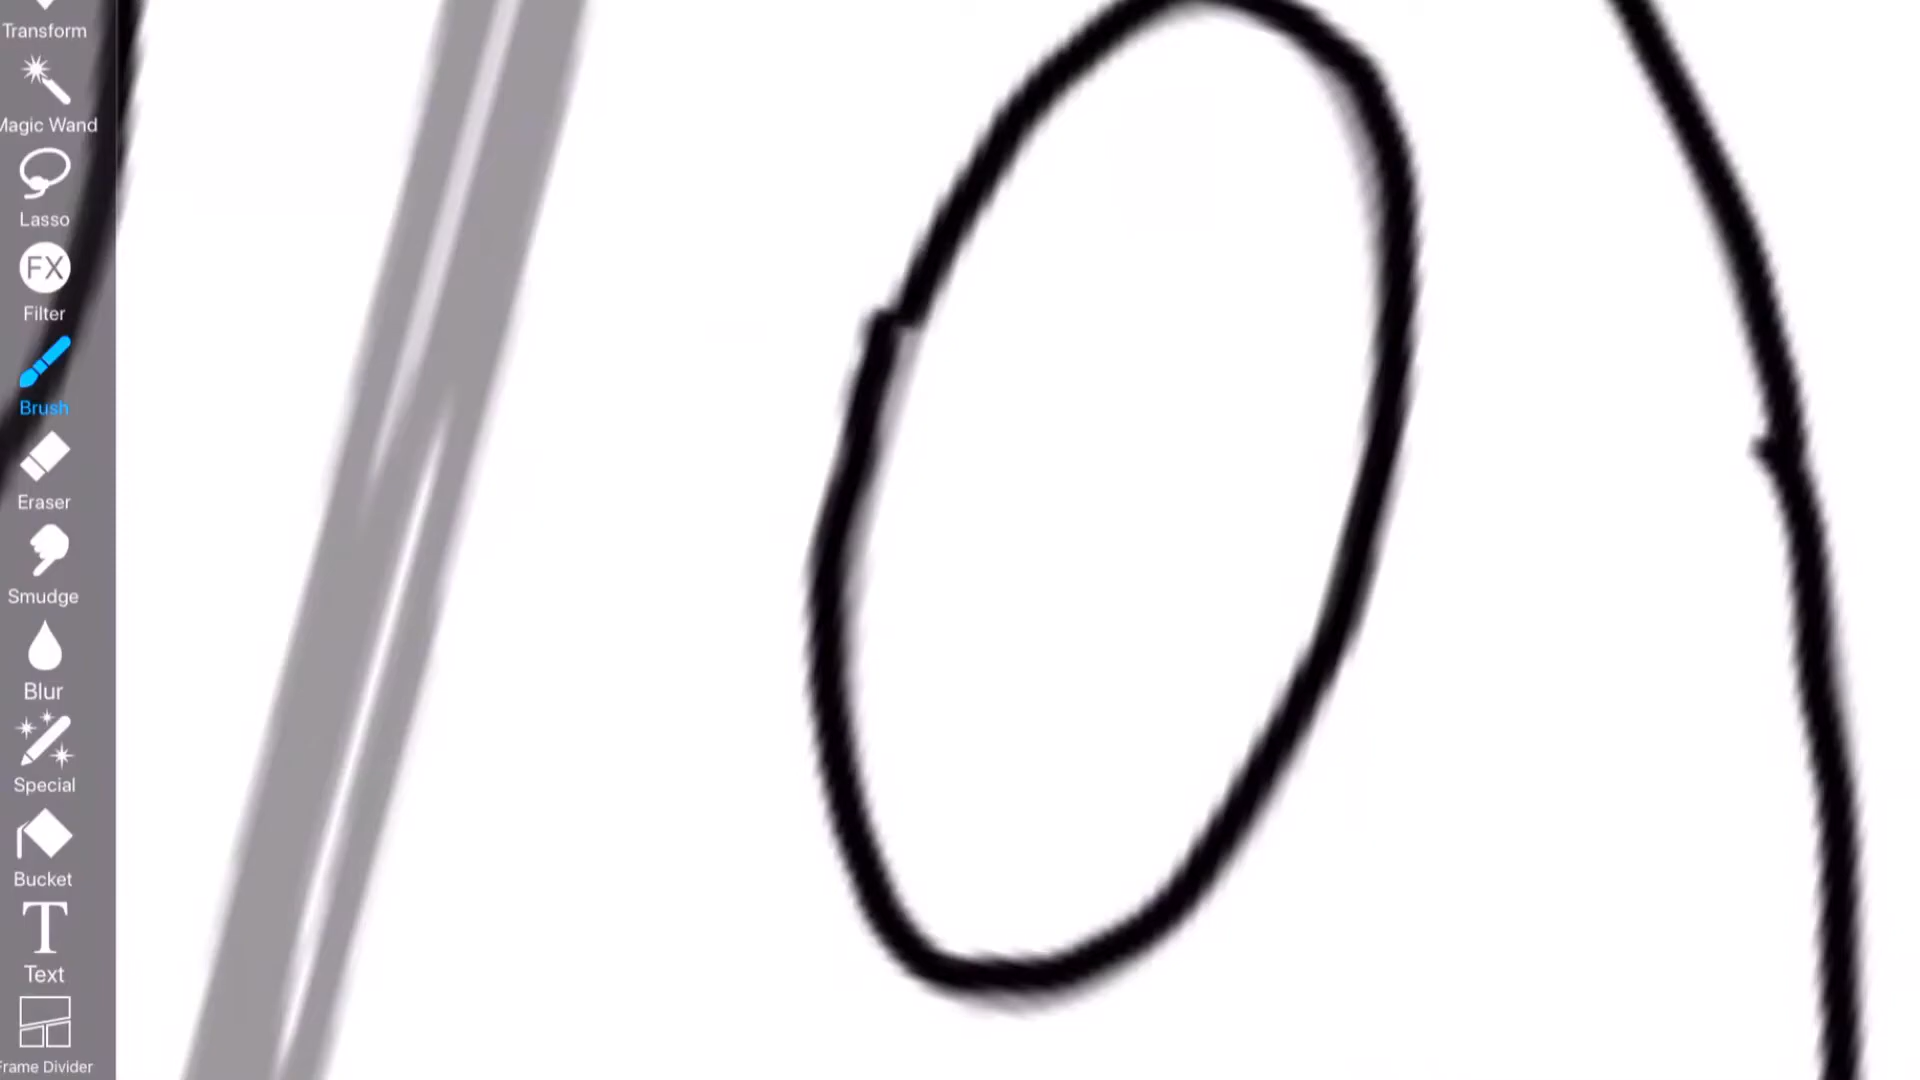 Transform
Magic Wand
Lasso
FX
Filter
Brush
Eraser
Smudge
Blur
Special
Bucket
T
Text
Frame Divider